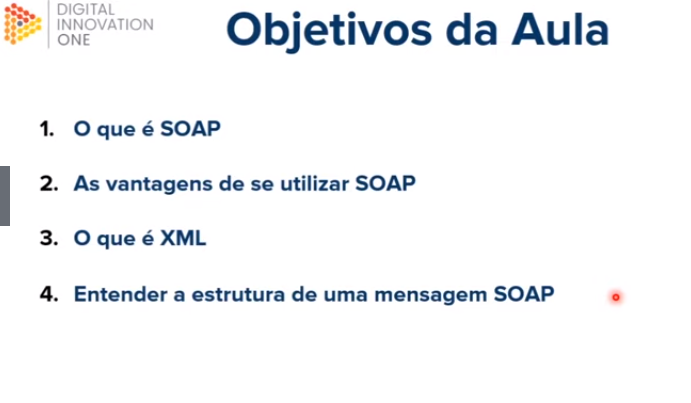 DIGITAL
INNOVATION
ONE
Objetivos da Aula
1. O que é SOAP
2. As vantagens de se utilizar SOAP
3. O que é XML
4. Entender a estrutura de uma mensagem SOAP